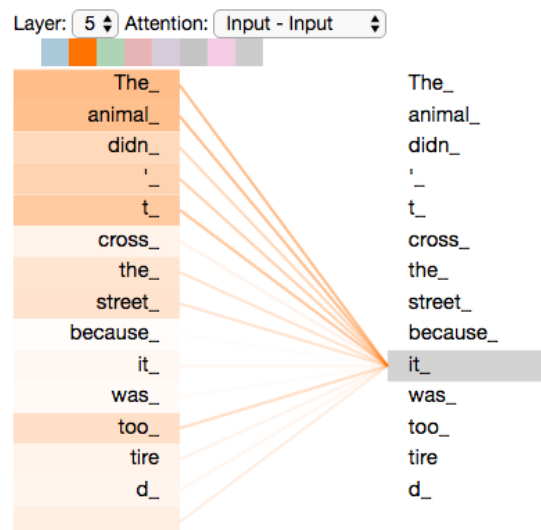 Layer: 5 Attention: Input - Input
The_ The_
animal_ animal_
didn_ didn_
'_ '_
t_ t_
cross_ cross_
the_ the_
street_ street_
because_ because_
it_ it_
was_ was_
too_ too_
tire tire
d_ d_